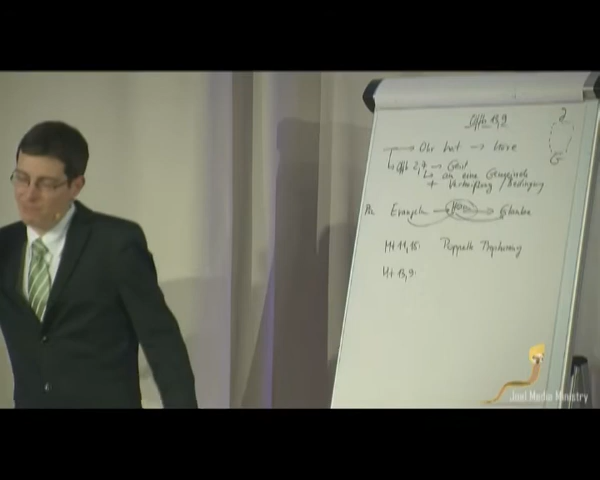 Offb 13,9
Ohr hat → höre
Offb 2,7 → Geist
↳ an eine Gemeinde
+ Verheißung / Bedingung
Evangelium → Hören → Glauben
Mt 11,15: Doppelte
Mt 13,9:
Joel Media Ministry